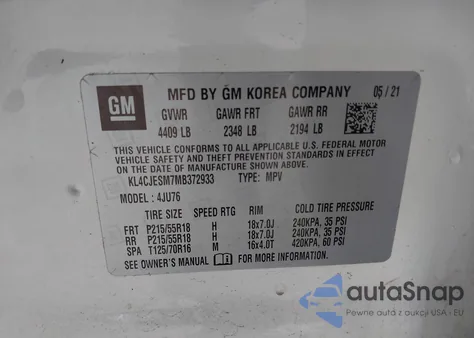 GM
MFD BY GM KOREA COMPANY 05/21
GVWR GAWR FRT GAWR RR
4409 LB 2348 LB 2194 LB
THIS VEHICLE CONFORMS TO ALL APPLICABLE U.S. FEDERAL MOTOR
VEHICLE SAFETY AND THEFT PREVENTION STANDARDS IN
EFFECT ON THE DATE OF MANUFACTURE SHOWN ABOVE.
KL4CJESM7MB372933 TYPE: MPV
MODEL: 4JU76
TIRE SIZE SPEED RTG RIM COLD TIRE PRESSURE
FRT P215/55R18 H 18x7.0J 240KPA, 35 PSI
RR P215/55R18 H 18x7.0J 240KPA, 35 PSI
SPA T125/70R16 M 16x4.0T 420KPA, 60 PSI
SEE OWNER'S MANUAL FOR ADDITIONAL INFORMATION.
autaSnap
Pewne auta z aukcji USA i EU